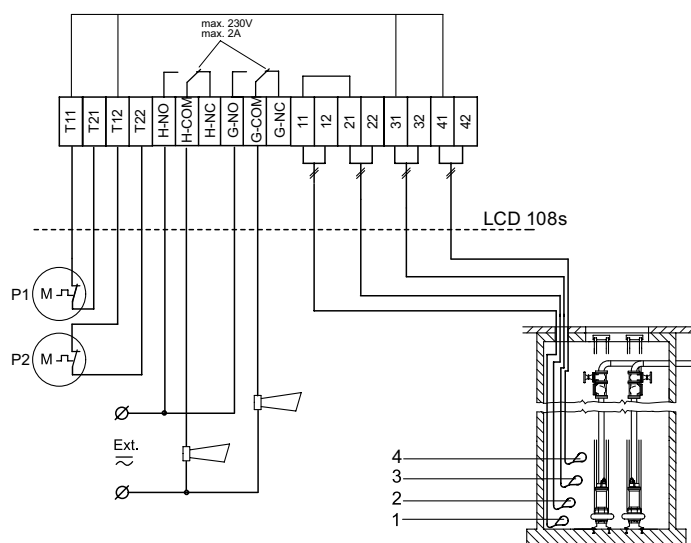 max. 230V
max. 2A
T11 T21 T12 T22 H-NO H-COM H-NC G-NO G-COM G-NC 11 12 21 22 31 32 41 42
LCD 108s
P1 M
P2 M
Ext.
4
3
2
1